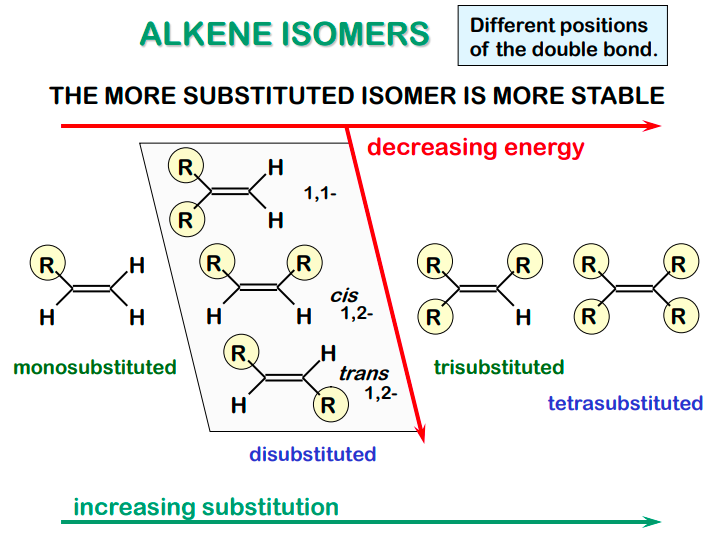 ALKENE ISOMERS
Different positions
of the double bond.
THE MORE SUBSTITUTED ISOMER IS MORE STABLE
decreasing energy
R H
1,1-
R H
R H
H H
R R
cis
H H 1,2-
R H
trans
H R 1,2-
R R
R H
R R
R R
monosubstituted
disubstituted
trisubstituted
tetrasubstituted
increasing substitution